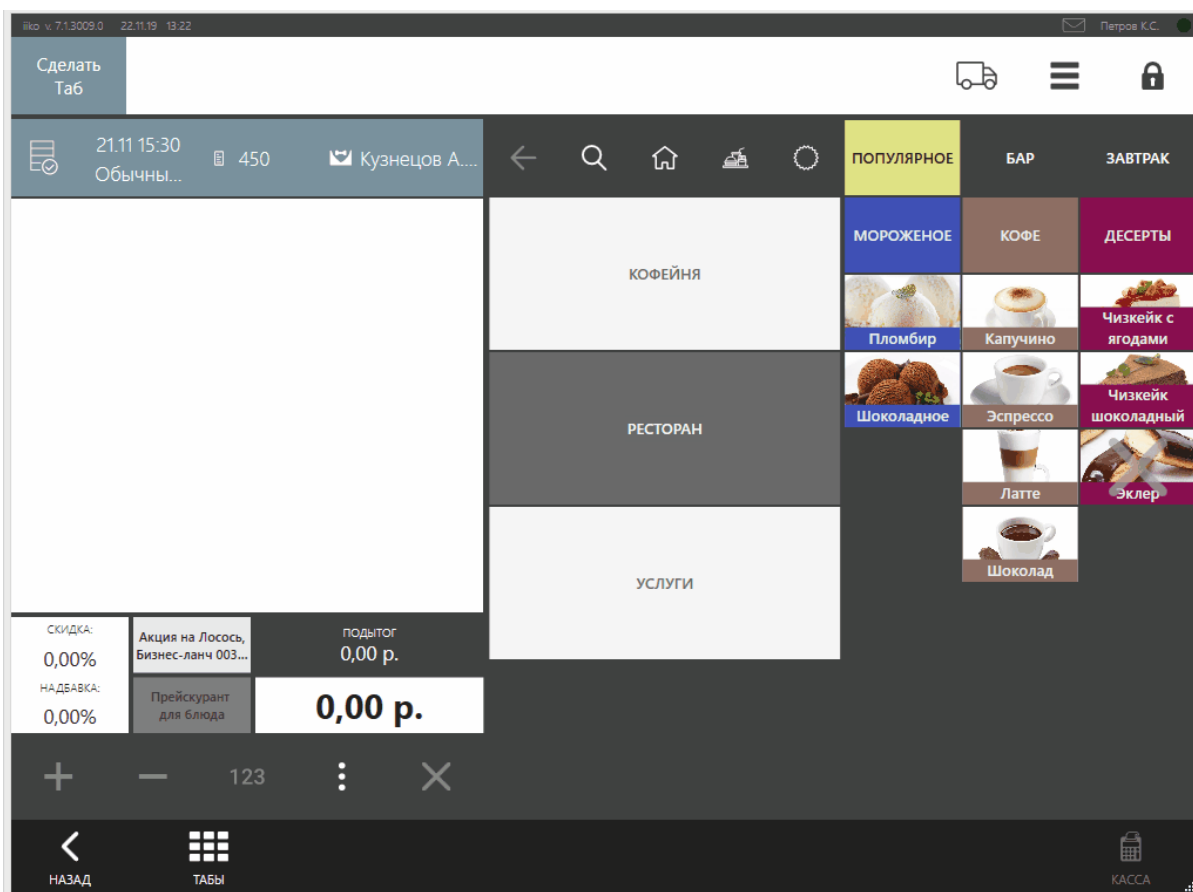 iiko v. 7.1.3009.0 22.11.19 13:22 Петров К.С.
Сделать
Таб
21.11 15:30
Обычны...
450
Кузнецов А....
ПОПУЛЯРНОЕ БАР ЗАВТРАК
КОФЕЙНЯ
РЕСТОРАН
УСЛУГИ
МОРОЖЕНОЕ КОФЕ ДЕСЕРТЫ
Пломбир
Капучино
Чизкейк с
ягодами
Шоколадное
Эспрессо
Чизкейк
шоколадный
Латте
Эклер
Шоколад
СКИДКА:
0,00%
НАДБАВКА:
0,00%
Акция на Лосось,
Бизнес-ланч 003...
Прейскурант
для блюда
ПОДЫТОГ
0,00 р.
0,00 р.
123
НАЗАД
ТАБЫ
КАССА